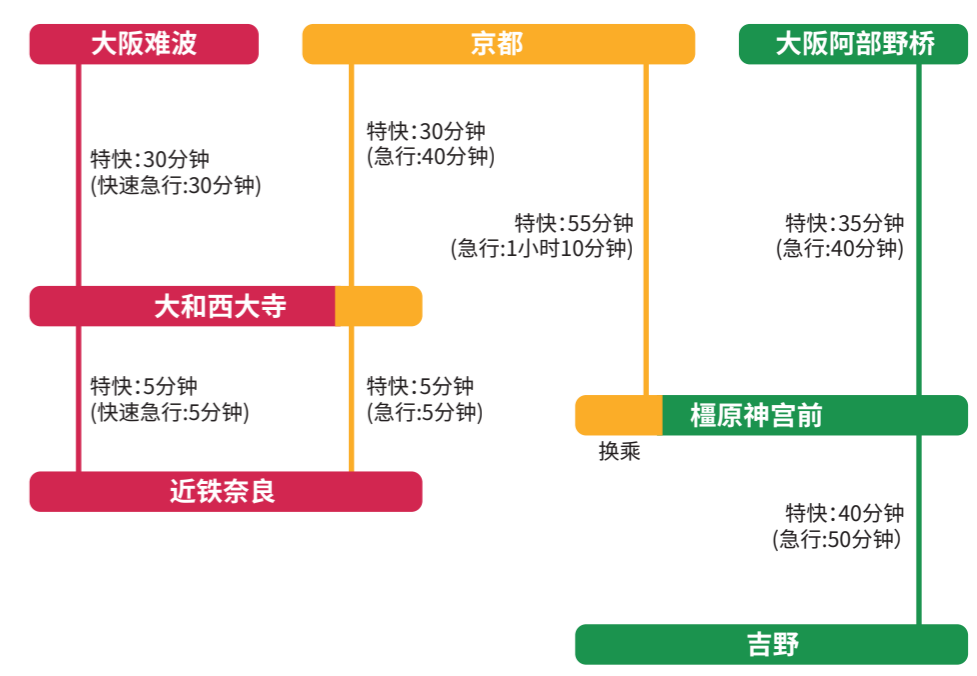 大阪难波
京都
大阪阿部野桥
特快：30分钟
(急行:40分钟)
特快：30分钟
(快速急行:30分钟)
特快：55分钟
(急行:1小时10分钟)
特快：35分钟
(急行:40分钟)
大和西大寺
特快：5分钟
(快速急行:5分钟)
特快：5分钟
(急行:5分钟)
橿原神宫前
换乘
近铁奈良
特快：40分钟
(急行:50分钟）
吉野